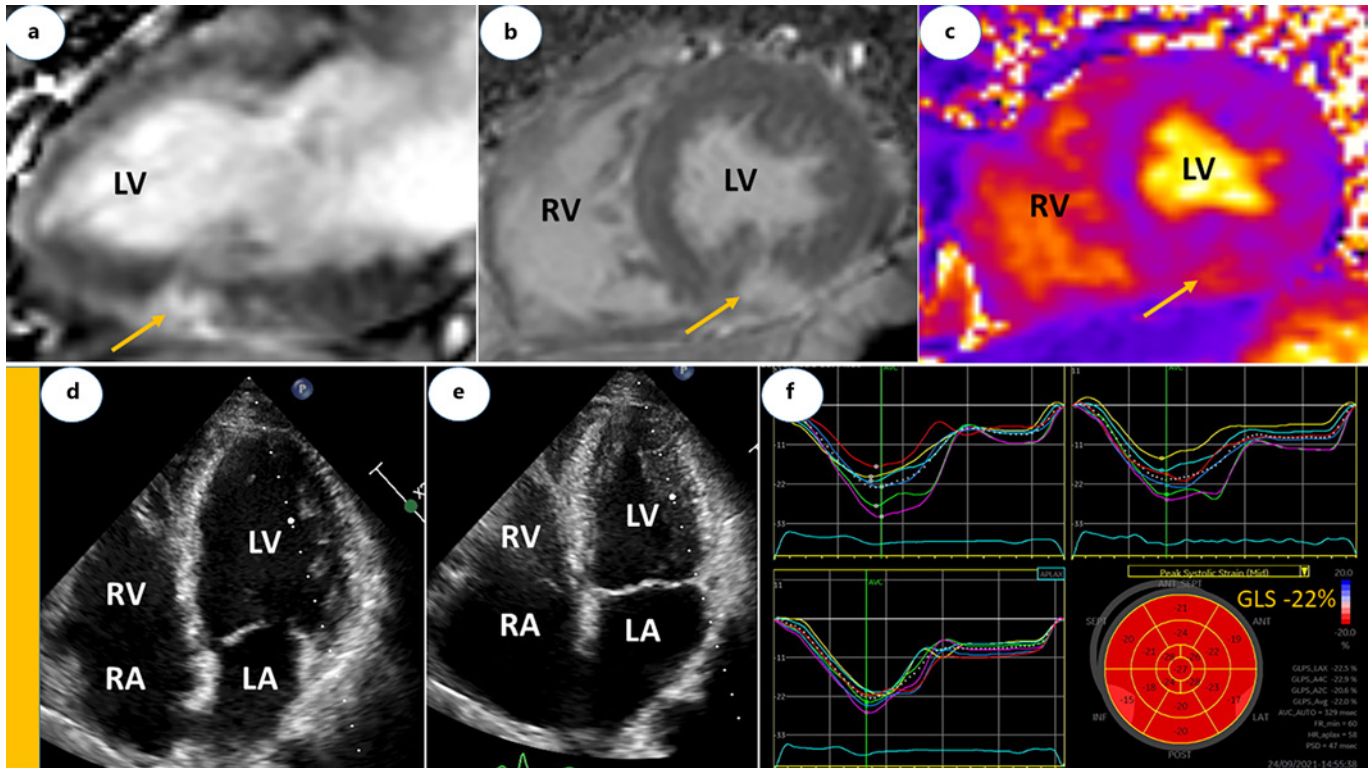 a
LV
b
RV
LV
c
RV
LV
d
P
LV
RV
RA
LA
e
P
LV
RV
RA
LA
f
11
AVC
-11
-22
-33
11
AVC
-11
-22
-33
AVC
APLAX
-11
-22
-33
Peak Systolic Strain (Mid)
ANT_SEPT
GLS -22%
20.0
-20.0
%
SEPT
ANT
INF
LAT
POST
21
-20
-24
19
-21
-28
-15
-18
-27
-23
17
-24
-20
-20
GLPS_LAX -22.5 %
GLPS_A4C -22.9 %
GLPS_A2C -20.6 %
GLPS_Avg -22.0 %
AVC_AUTO = 329 msec
FR_min = 60
HR_aplax = 58
PSD = 47 msec
24/09/2021-14:55:38